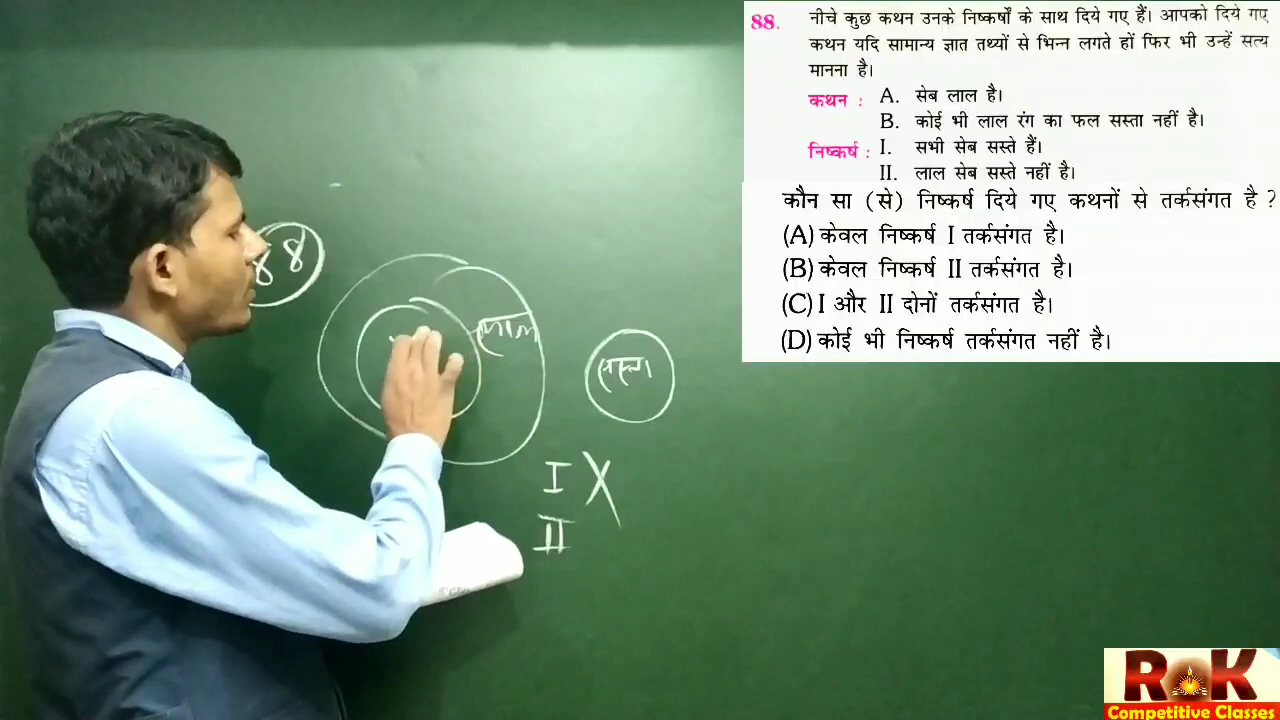 88. नीचे कुछ कथन उनके निष्कर्षों के साथ दिये गए हैं। आपको दिये गए
कथन यदि सामान्य ज्ञात तथ्यों से भिन्न लगते हों फिर भी उन्हें सत्य
मानना है।
कथन : A. सेब लाल है।
B. कोई भी लाल रंग का फल सस्ता नहीं है।
निष्कर्ष : I. सभी सेब सस्ते हैं।
II. लाल सेब सस्ते नहीं है।
कौन सा (से) निष्कर्ष दिये गए कथनों से तर्कसंगत है ?
(A) केवल निष्कर्ष I तर्कसंगत है।
(B) केवल निष्कर्ष II तर्कसंगत है।
(C) I और II दोनों तर्कसंगत है।
(D) कोई भी निष्कर्ष तर्कसंगत नहीं है।
88
लाल
सस्ता
I X
II
ROK
Competitive Classes